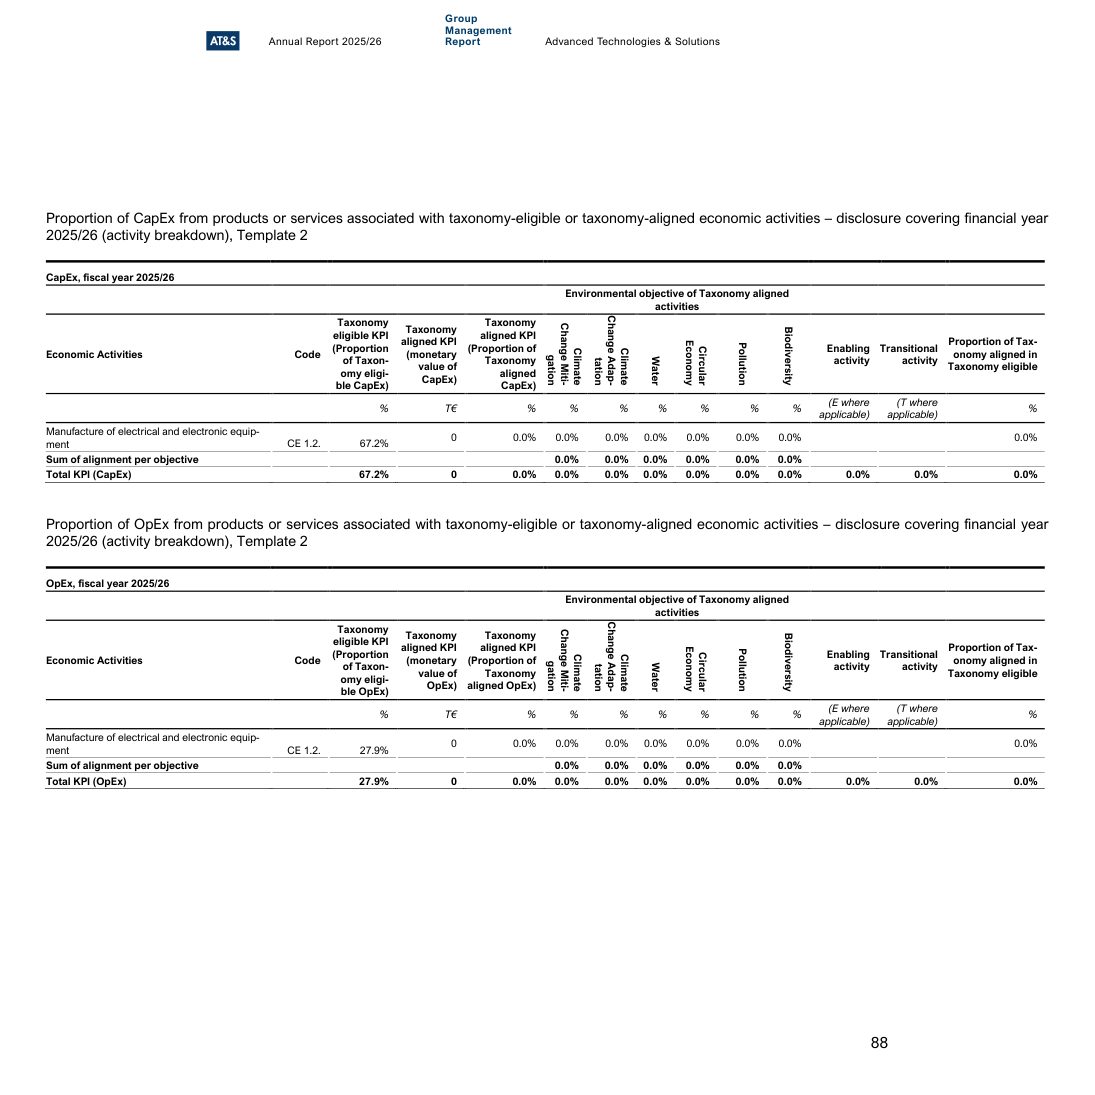 AT&S
Annual Report 2025/26
Group
Management
Report
Advanced Technologies & Solutions
Proportion of CapEx from products or services associated with taxonomy-eligible or taxonomy-aligned economic activities – disclosure covering financial year
2025/26 (activity breakdown), Template 2
CapEx, fiscal year 2025/26
Environmental objective of Taxonomy aligned
activities
Economic Activities
Code
Taxonomy
eligible KPI
(Proportion
of Taxon-
omy eligi-
ble CapEx)
Taxonomy
aligned KPI
(monetary
value of
CapEx)
Taxonomy
aligned KPI
(Proportion of
Taxonomy
aligned
CapEx)
Climate
Change Miti-
gation
Climate
Change Adap-
tation
Water
Circular
Economy
Pollution
Biodiversity
Enabling
activity
Transitional
activity
Proportion of Tax-
onomy aligned in
Taxonomy eligible
% T€ % % % % % % % (E where
applicable) (T where
applicable) %
Manufacture of electrical and electronic equip-
ment CE 1.2. 67.2% 0 0.0% 0.0% 0.0% 0.0% 0.0% 0.0% 0.0% 0.0%
Sum of alignment per objective 0.0% 0.0% 0.0% 0.0% 0.0% 0.0%
Total KPI (CapEx) 67.2% 0 0.0% 0.0% 0.0% 0.0% 0.0% 0.0% 0.0% 0.0% 0.0% 0.0%
Proportion of OpEx from products or services associated with taxonomy-eligible or taxonomy-aligned economic activities – disclosure covering financial year
2025/26 (activity breakdown), Template 2
OpEx, fiscal year 2025/26
Environmental objective of Taxonomy aligned
activities
Economic Activities
Code
Taxonomy
eligible KPI
(Proportion
of Taxon-
omy eligi-
ble OpEx)
Taxonomy
aligned KPI
(monetary
value of
OpEx)
Taxonomy
aligned KPI
(Proportion of
Taxonomy
aligned OpEx)
Climate
Change Miti-
gation
Climate
Change Adap-
tation
Water
Circular
Economy
Pollution
Biodiversity
Enabling
activity
Transitional
activity
Proportion of Tax-
onomy aligned in
Taxonomy eligible
% T€ % % % % % % % (E where
applicable) (T where
applicable) %
Manufacture of electrical and electronic equip-
ment CE 1.2. 27.9% 0 0.0% 0.0% 0.0% 0.0% 0.0% 0.0% 0.0% 0.0%
Sum of alignment per objective 0.0% 0.0% 0.0% 0.0% 0.0% 0.0%
Total KPI (OpEx) 27.9% 0 0.0% 0.0% 0.0% 0.0% 0.0% 0.0% 0.0% 0.0% 0.0% 0.0%
88